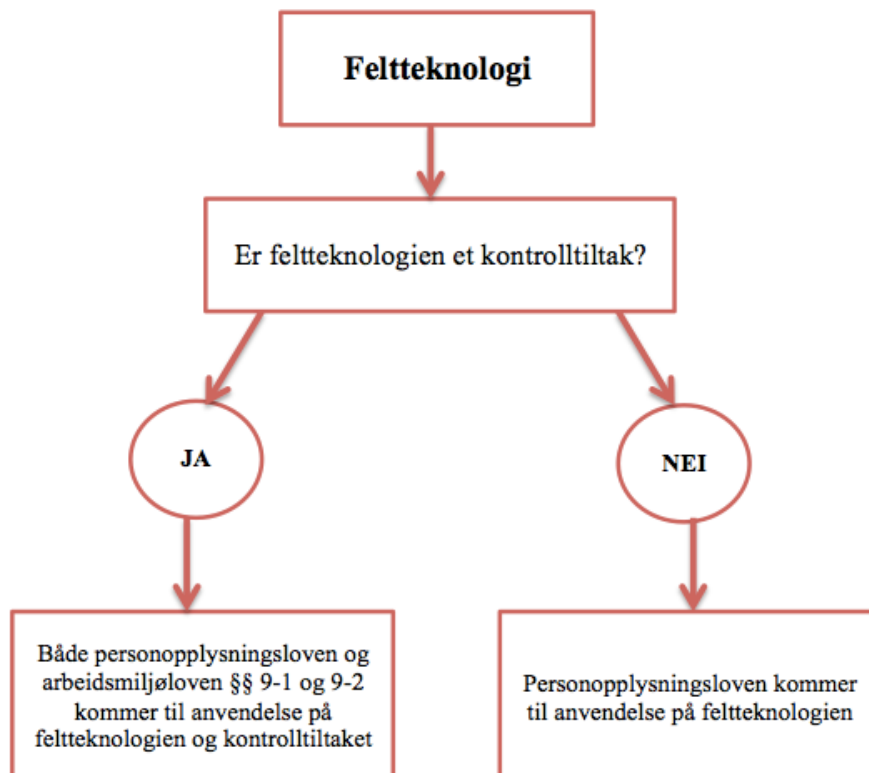 Feltteknologi
Er feltteknologien et kontrolltiltak?
JA
NEI
Både personopplysningsloven og
arbeidsmiljøloven §§ 9-1 og 9-2
kommer til anvendelse på
feltteknologien og kontrolltiltaket
Personopplysningsloven kommer
til anvendelse på feltteknologien